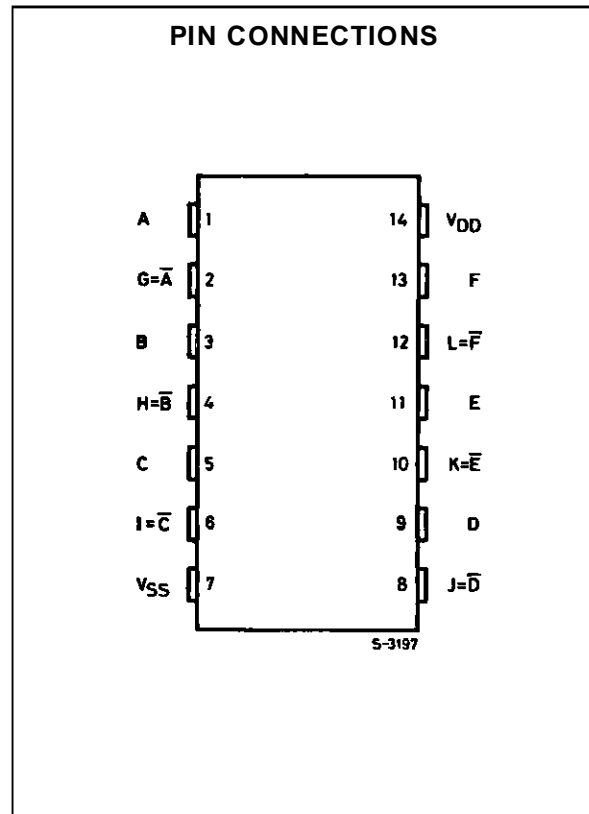 PIN CONNECTIONS
A 1 14 VDD
G=A̅ 2 13 F
B 3 12 L=F̅
H=B̅ 4 11 E
C 5 10 K=E̅
I=C̅ 6 9 D
VSS 7 8 J=D̅
S-3197